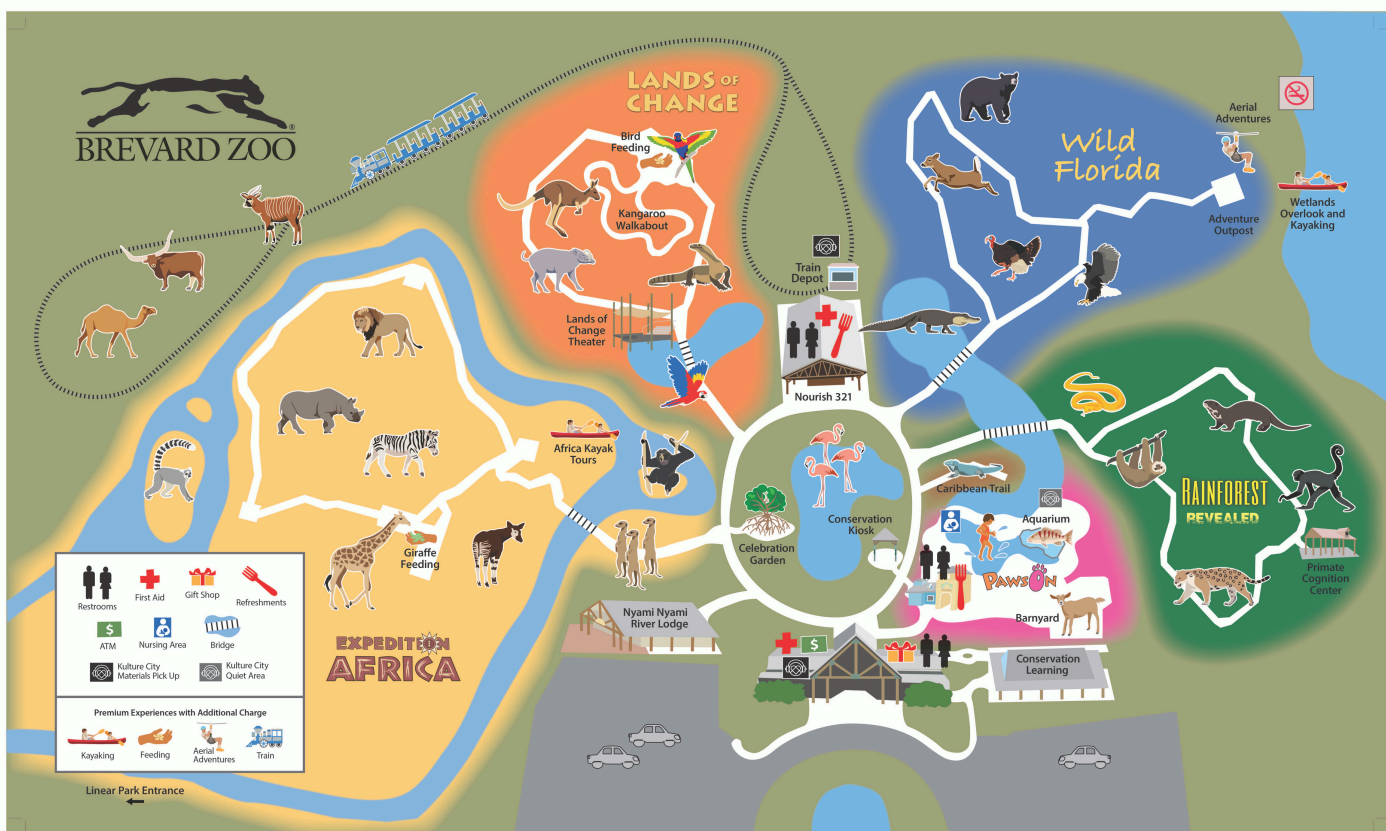 BREVARD ZOO
®
LANDS OF
CHANGE
Bird
Feeding
Kangaroo
Walkabout
Lands of
Change
Theater
Train
Depot
Nourish 321
Wild
Florida
Aerial
Adventures
Adventure
Outpost
Wetlands
Overlook and
Kayaking
Africa Kayak
Tours
Giraffe
Feeding
EXPEDITION
AFRICA
Celebration
Garden
Conservation
Kiosk
Caribbean Trail
Aquarium
PAWSON
Barnyard
RAINFOREST
REVEALED
Primate
Cognition
Center
Nyami Nyami
River Lodge
$
Conservation
Learning
Restrooms
First Aid
Gift Shop
Refreshments
$
ATM
Nursing Area
Bridge
Kulture City
Materials Pick Up
Kulture City
Quiet Area
Premium Experiences with Additional Charge
Kayaking
Feeding
Aerial
Adventures
Train
Linear Park Entrance